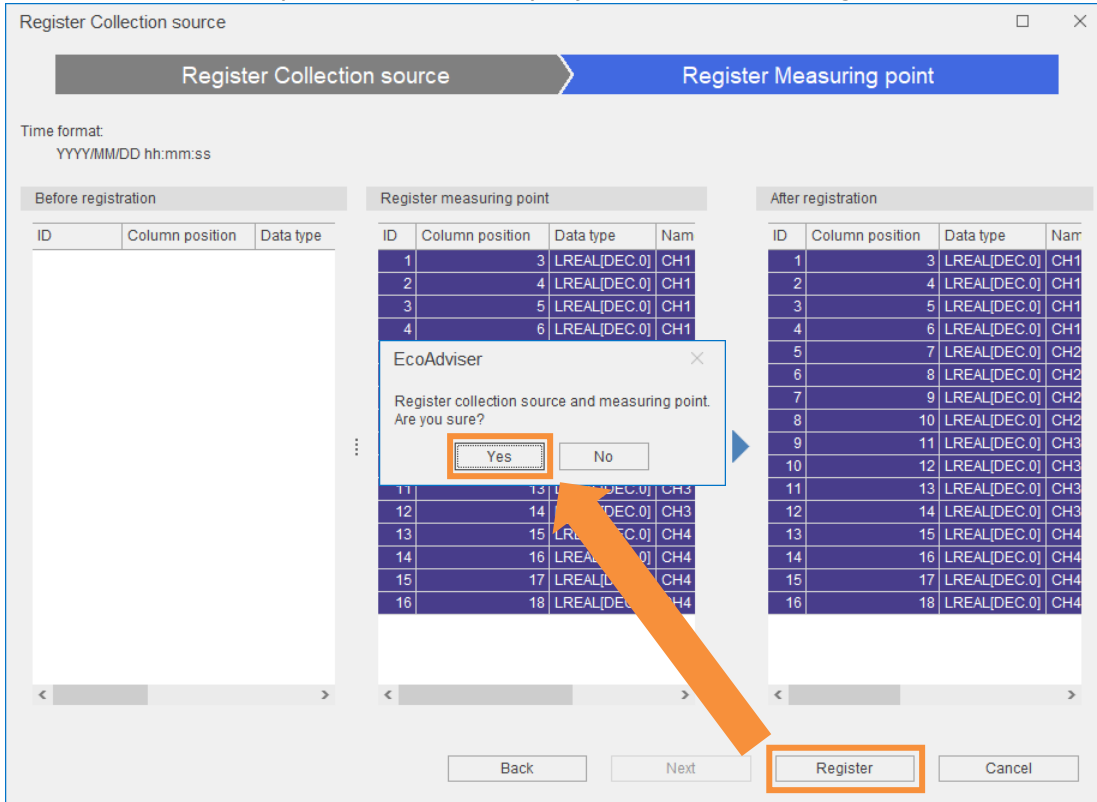 Register Collection source
Register Collection source Register Measuring point
Time format:
YYYY/MM/DD hh:mm:ss
Before registration Register measuring point After registration
ID Column position Data type ID Column position Data type Nam ID Column position Data type Nam
1 3 LREAL[DEC.0] CH1 1 3 LREAL[DEC.0] CH1
2 4 LREAL[DEC.0] CH1 2 4 LREAL[DEC.0] CH1
3 5 LREAL[DEC.0] CH1 3 5 LREAL[DEC.0] CH1
4 6 LREAL[DEC.0] CH1 4 6 LREAL[DEC.0] CH1
5 7 LREAL[DEC.0] CH2
6 8 LREAL[DEC.0] CH2
7 9 LREAL[DEC.0] CH2
8 10 LREAL[DEC.0] CH2
9 11 LREAL[DEC.0] CH3
10 12 LREAL[DEC.0] CH3
EcoAdviser
Register collection source and measuring point.
Are you sure?
Yes No
11 13 CH3 11 13 LREAL[DEC.0] CH3
12 14 CH3 12 14 LREAL[DEC.0] CH3
13 15 CH4 13 15 LREAL[DEC.0] CH4
14 16 CH4 14 16 LREAL[DEC.0] CH4
15 17 CH4 15 17 LREAL[DEC.0] CH4
16 18 16 18 LREAL[DEC.0] CH4
Back Next Register Cancel